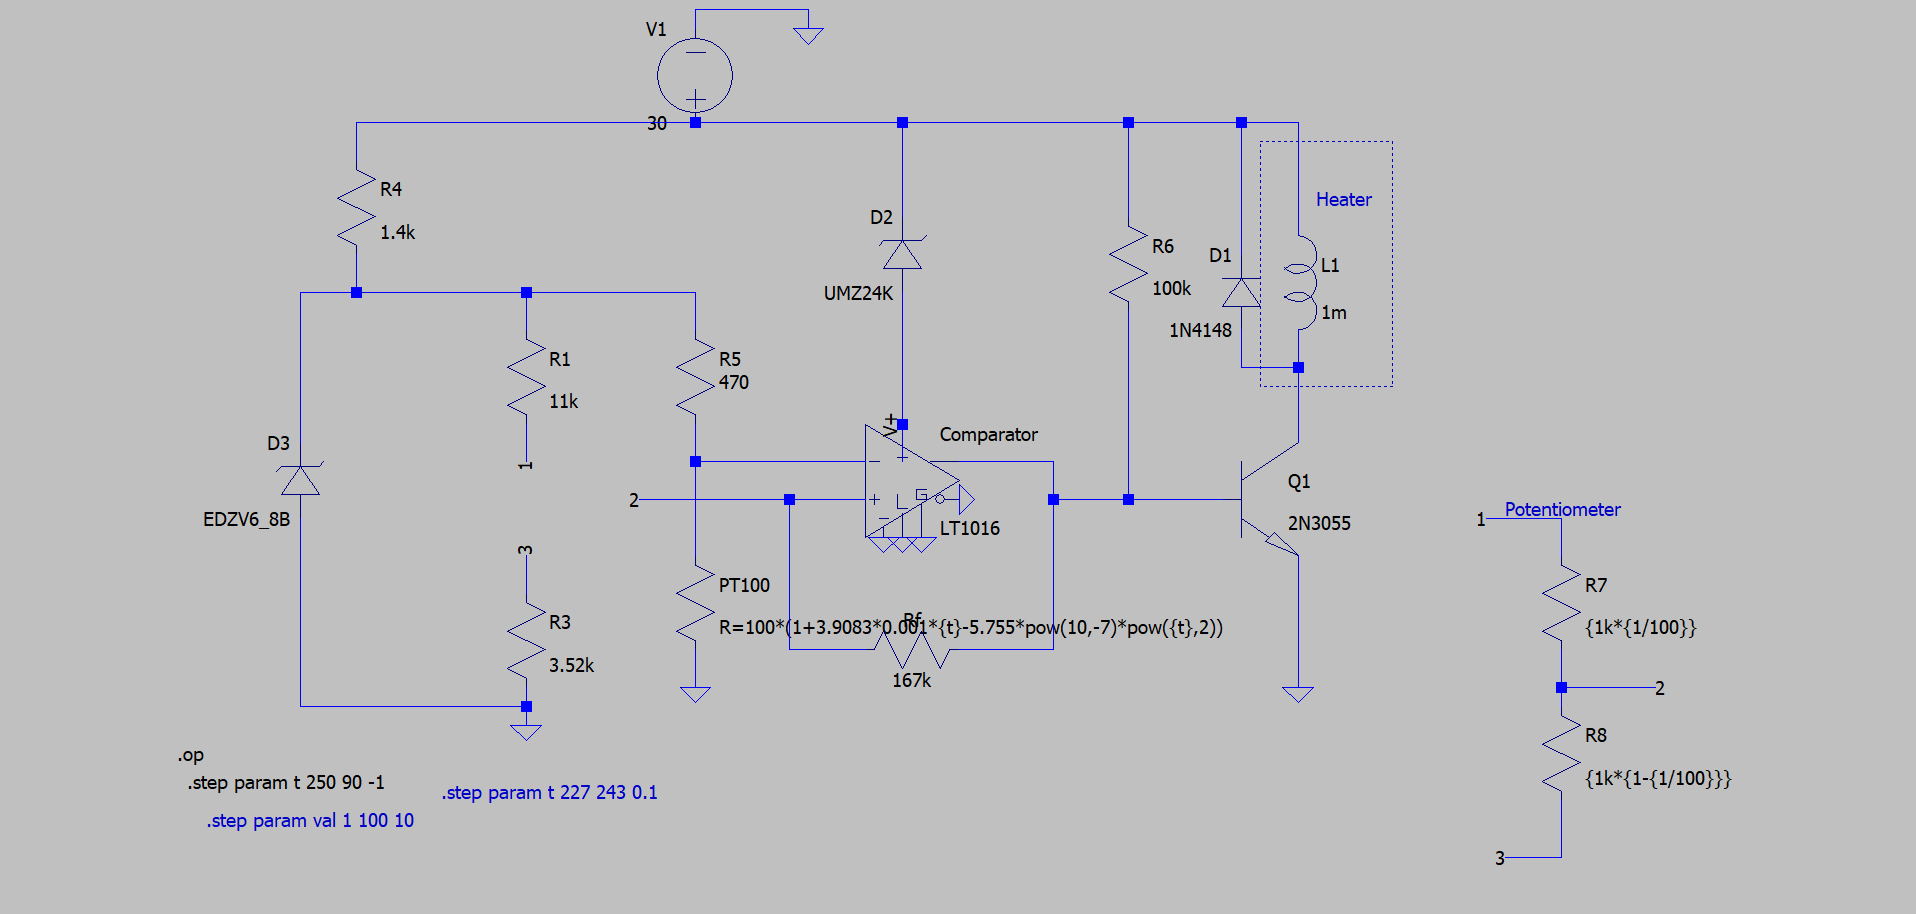 V1
30
R4
1.4k
D2
UMZ24K
R6
100k
D1
1N4148
Heater
L1
1m
R1
11k
1
R5
470
D3
EDZV6_8B
V+
Comparator
2
L
G
LT1016
Q1
2N3055
3
R3
3.52k
PT100
R=100*(1+3.9083*0.001*{t}-5.755*pow(10,-7)*pow({t},2))
Rf
167k
Potentiometer
1
R7
{1k*{1/100}}
2
R8
{1k*{1-{1/100}}}
3
.op
.step param t 250 90 -1
.step param t 227 243 0.1
.step param val 1 100 10